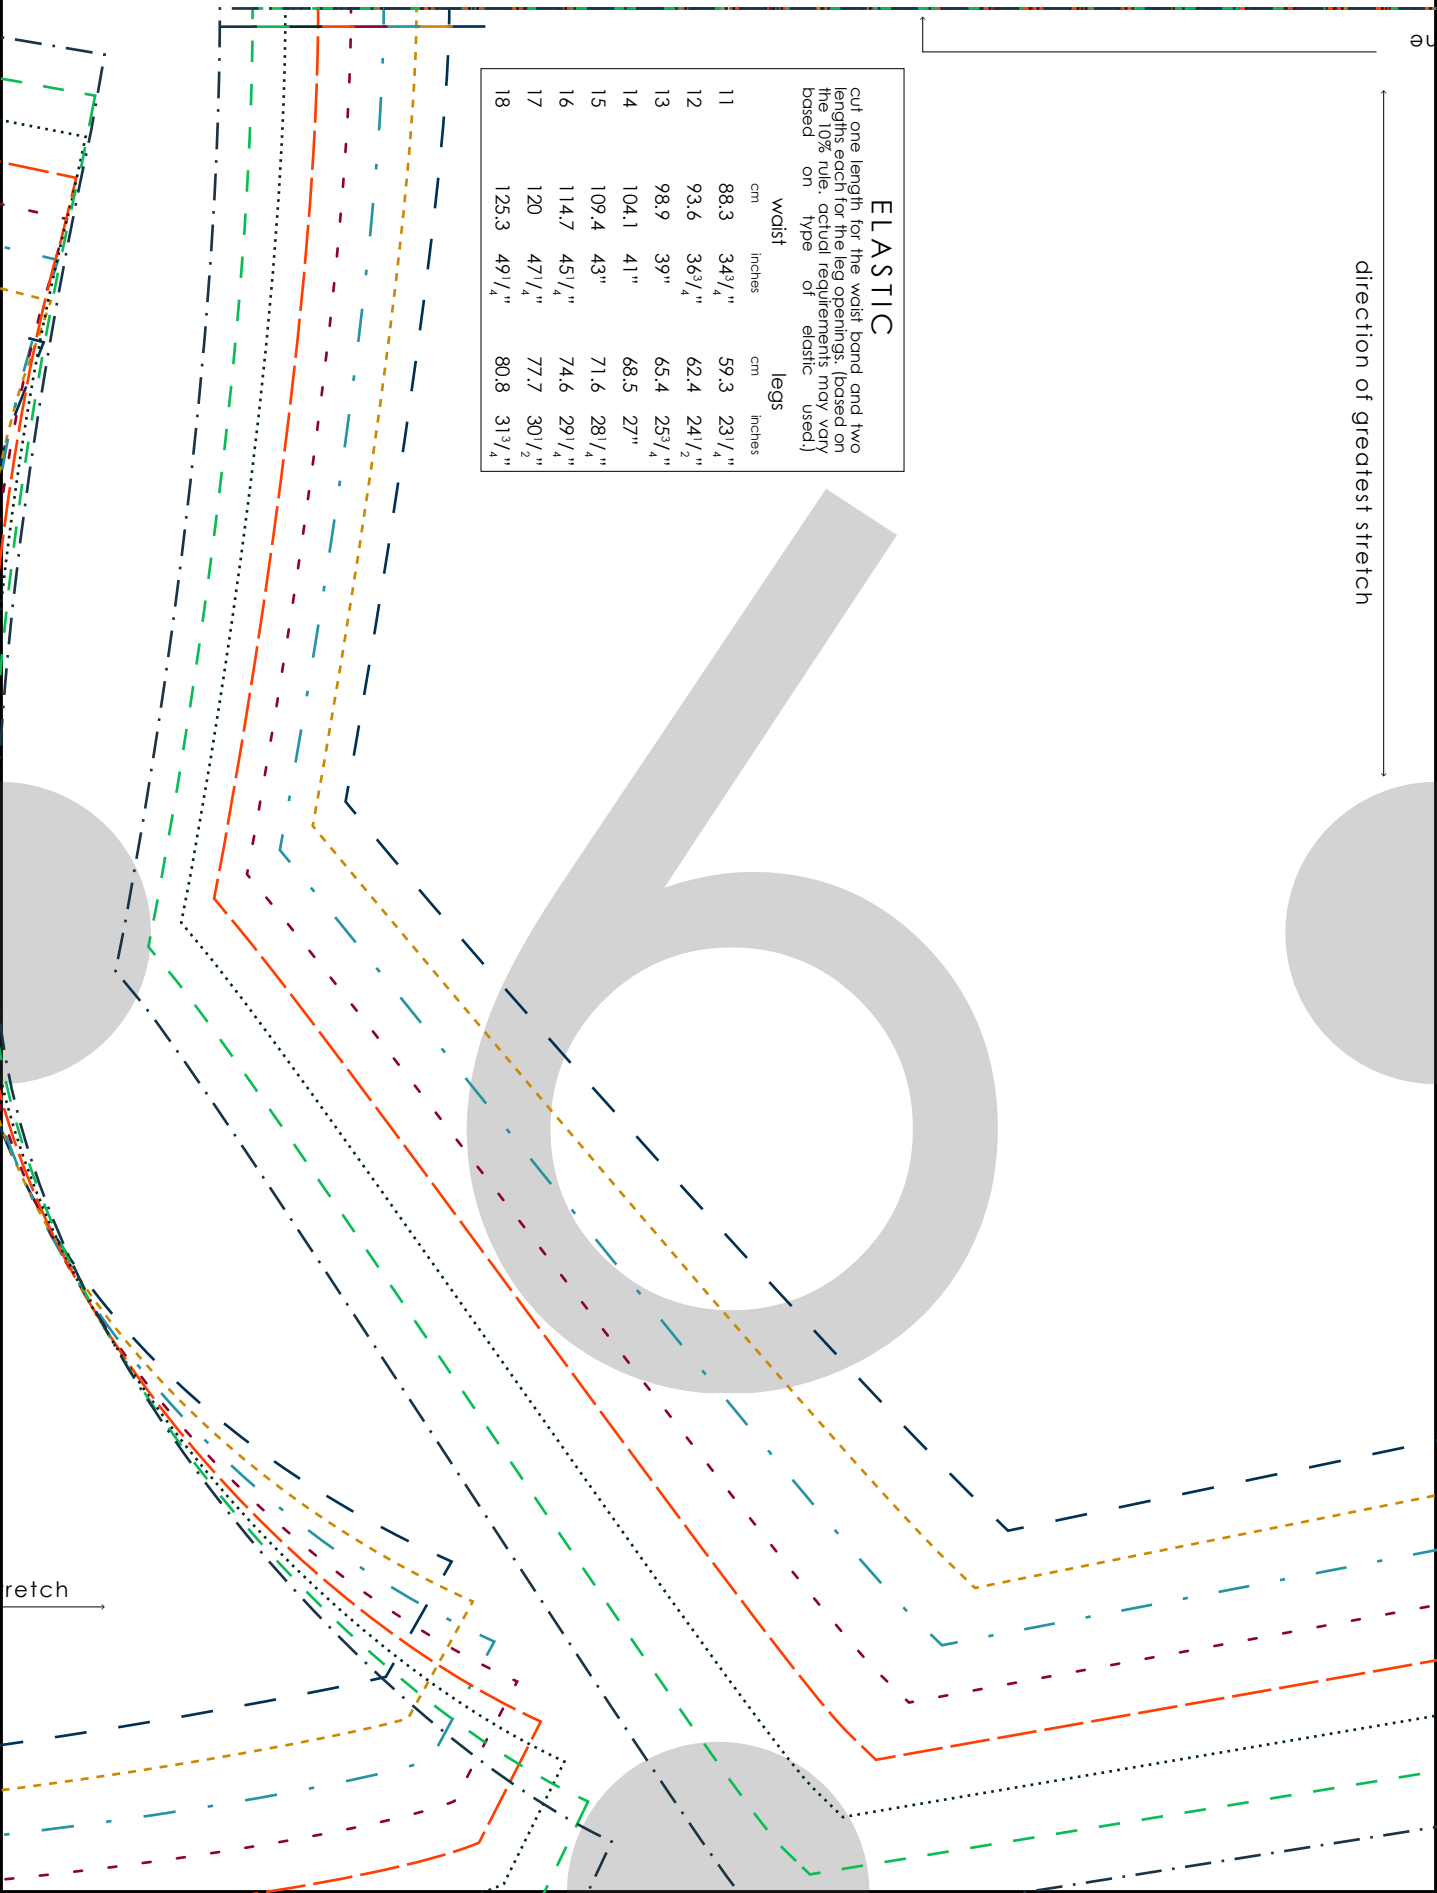 ne
direction of greatest stretch
ELASTIC
cut one length for the waist band and two
lengths each for the leg openings. (based on
the 10% rule. actual requirements may vary
based on type of elastic used.)
waist legs
cm inches cm inches
11 88.3 34³/₄" 59.3 23¹/₄"
12 93.6 36³/₄" 62.4 24¹/₂"
13 98.9 39" 65.4 25³/₄"
14 104.1 41" 68.5 27"
15 109.4 43" 71.6 28¹/₄"
16 114.7 45¹/₄" 74.6 29¹/₄"
17 120 47¹/₄" 77.7 30¹/₂"
18 125.3 49¹/₄" 80.8 31³/₄"
6
retch